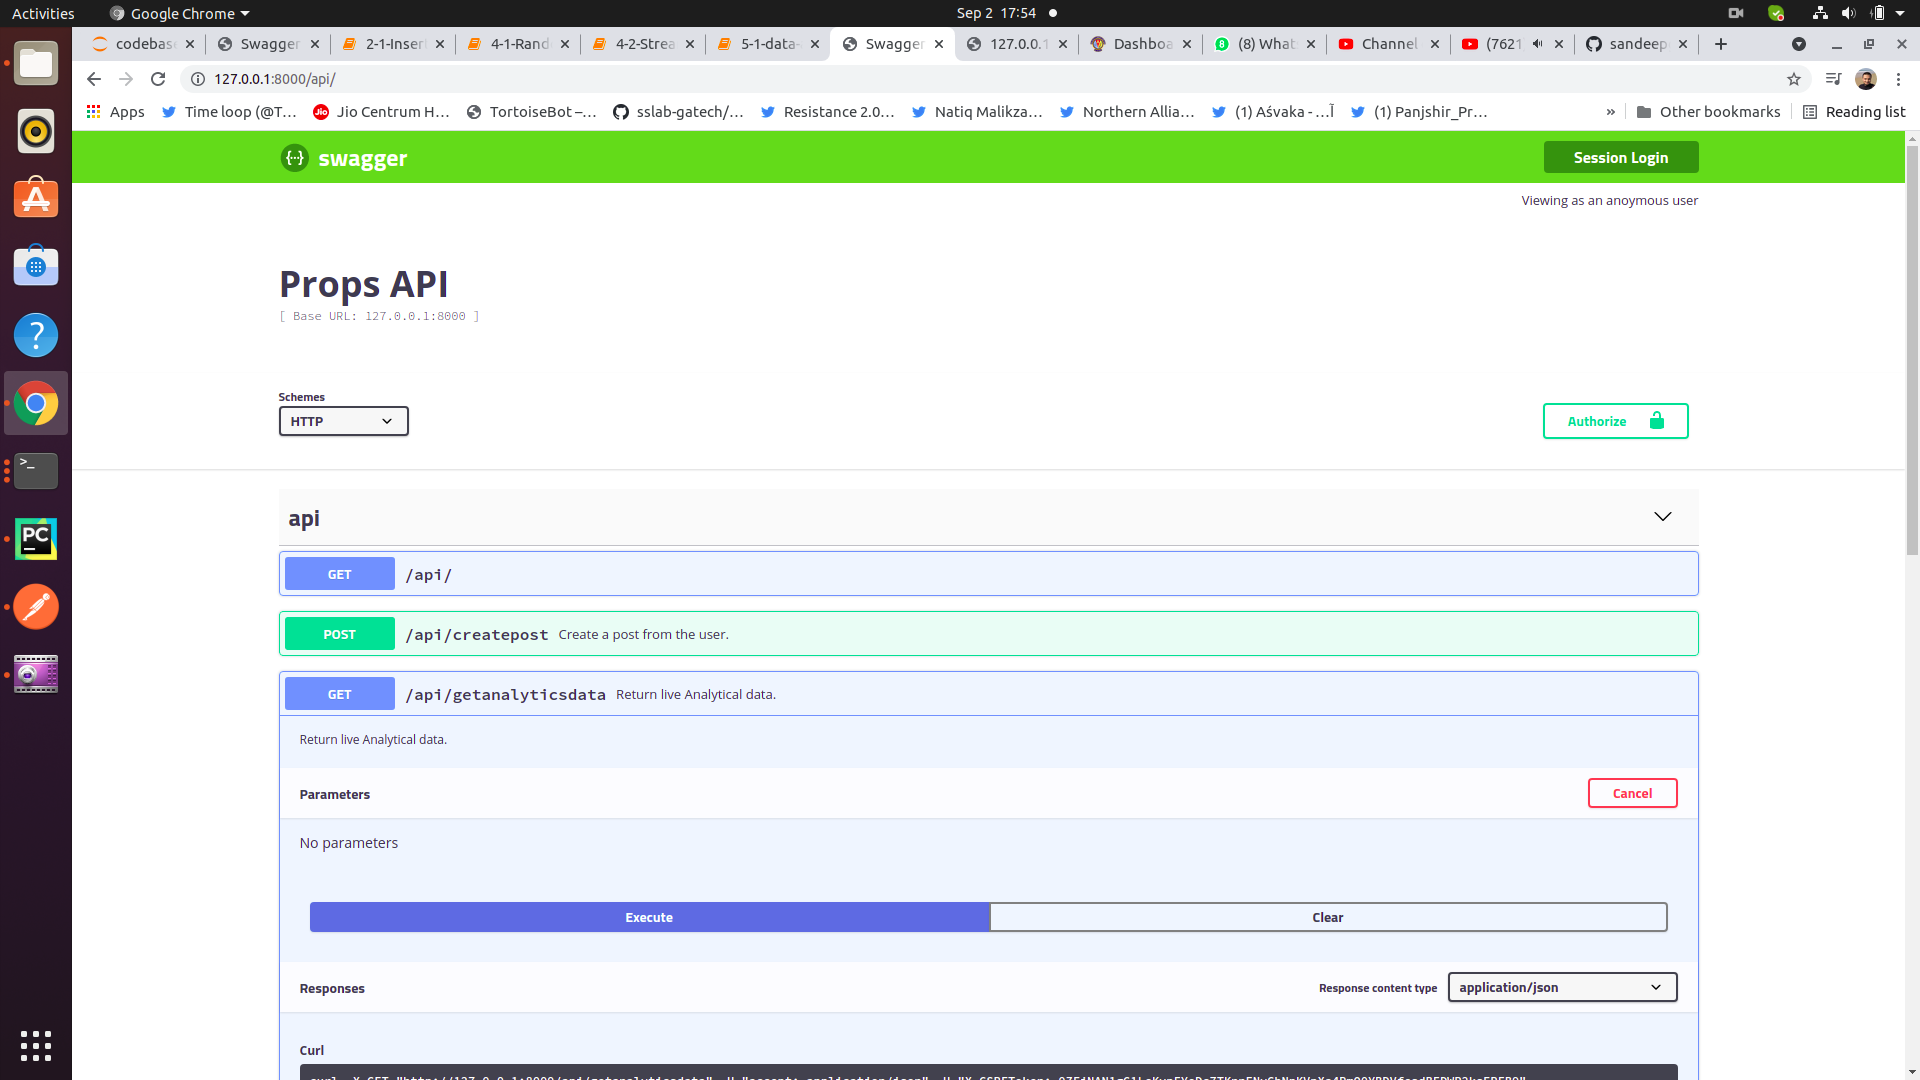 Activities
Google Chrome
Sep 2 17:54
codebase
Swagger
2-1-Inser
4-1-Rand
4-2-Strea
5-1-data-
Swagger
127.0.0.1
Dashboa
(8) What
Channel
(7621
sandeep
127.0.0.1:8000/api/
Apps
Time loop (@T...
Jio Centrum H...
TortoiseBot –...
sslab-gatech/...
Resistance 2.0...
Natiq Malikza...
Northern Allia...
(1) Aśvaka - ...آ
(1) Panjshir_Pr...
»
Other bookmarks
Reading list
swagger
Session Login
Viewing as an anoymous user
Props API
[ Base URL: 127.0.0.1:8000 ]
Schemes
HTTP
Authorize
api
GET /api/
POST /api/createpost Create a post from the user.
GET /api/getanalyticsdata Return live Analytical data.
Return live Analytical data.
Parameters
Cancel
No parameters
Execute
Clear
Responses
Response content type
application/json
Curl